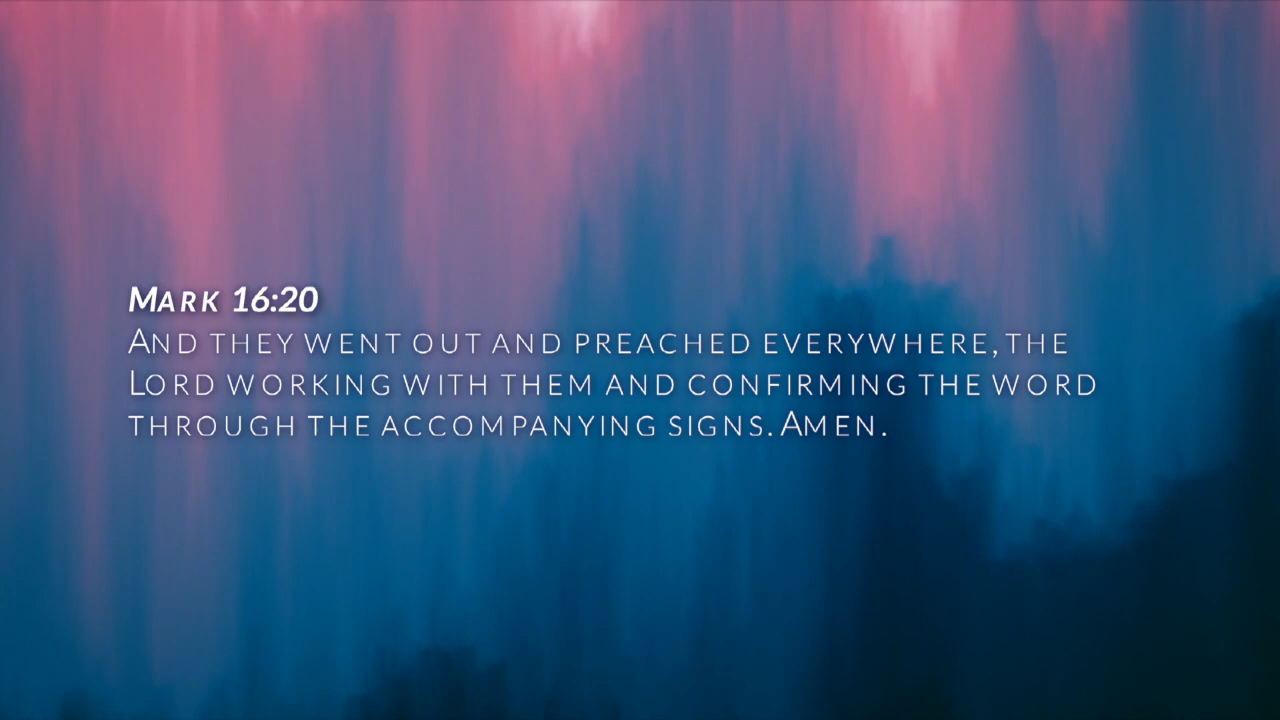 Mark 16:20
And they went out and preached everywhere, the
Lord working with them and confirming the word
through the accompanying signs. Amen.